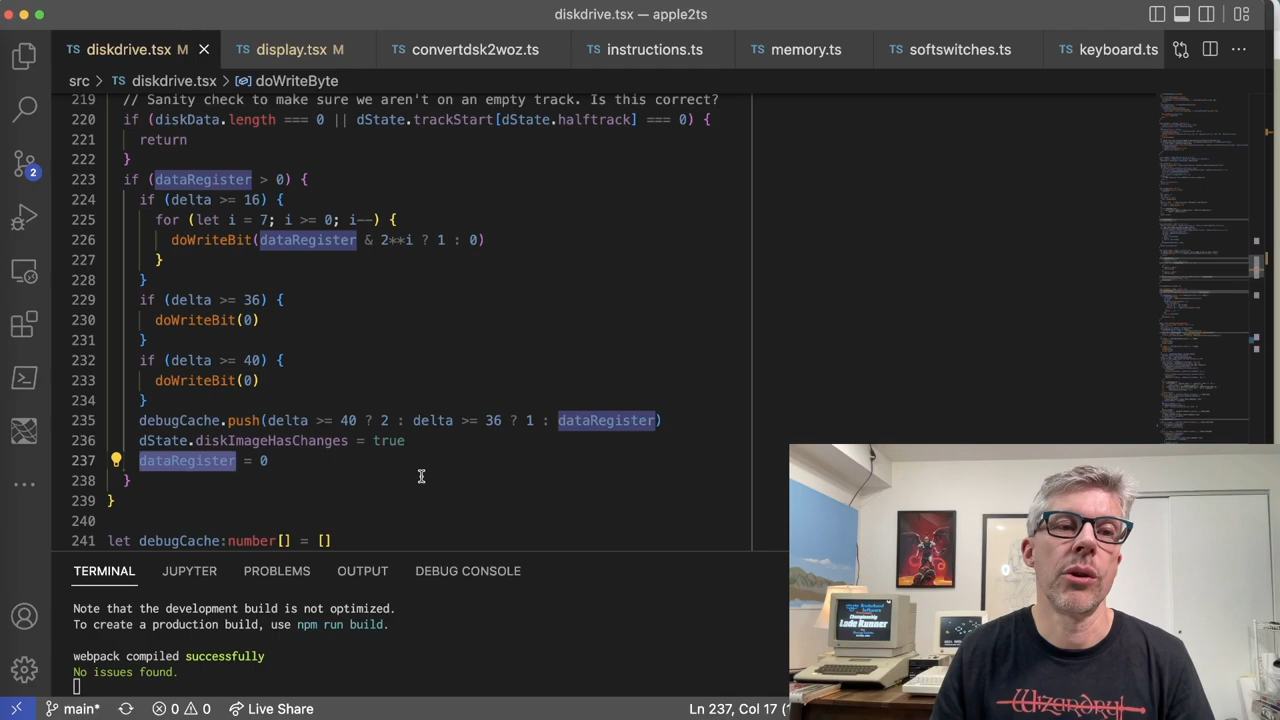 diskdrive.tsx — apple2ts
TS diskdrive.tsx M
TS display.tsx M
TS convertdsk2woz.ts
TS instructions.ts
TS memory.ts
TS softswitches.ts
TS keyboard.ts
src > TS diskdrive.tsx > doWriteByte
219 // Sanity check to make sure we aren't on an empty track. Is this correct?
220 if (diskData.length === 0 || dState.trackStart[dState.halftrack] === 0) {
221 return
222 }
223 if (dataRegister > 0) {
224 if (delta >= 16) {
225 for (let i = 7; i >= 0; i--) {
226 doWriteBit(dataRegister & 2**i ? 1 : 0)
227 }
228 }
229 if (delta >= 36) {
230 doWriteBit(0)
231 }
232 if (delta >= 40) {
233 doWriteBit(0)
234 }
235 debugCache.push(delta >= 40 ? 2 : delta >= 36 ? 1 : dataRegister)
236 dState.diskImageHasChanges = true
237 dataRegister = 0
238 }
239 }
240
241 let debugCache:number[] = []
2
TERMINAL JUPYTER PROBLEMS OUTPUT DEBUG CONSOLE
Note that the development build is not optimized.
To create a production build, use npm run build.
webpack compiled successfully
No issues found.
main* 0 0 Live Share Ln 237, Col 17
Championship
Lode Runner
Wizardry